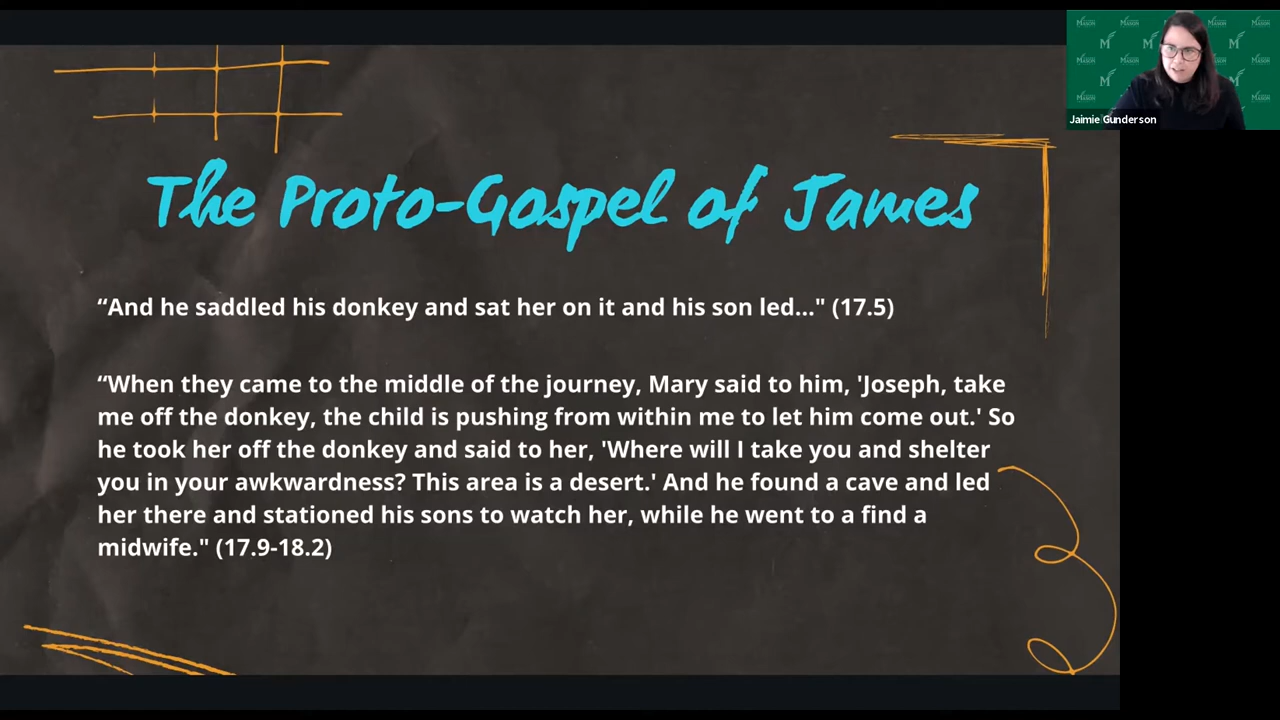 The Proto-Gospel of James
“And he saddled his donkey and sat her on it and his son led..." (17.5)
“When they came to the middle of the journey, Mary said to him, 'Joseph, take
me off the donkey, the child is pushing from within me to let him come out.' So
he took her off the donkey and said to her, 'Where will I take you and shelter
you in your awkwardness? This area is a desert.' And he found a cave and led
her there and stationed his sons to watch her, while he went to a find a
midwife." (17.9-18.2)
Jaimie Gunderson